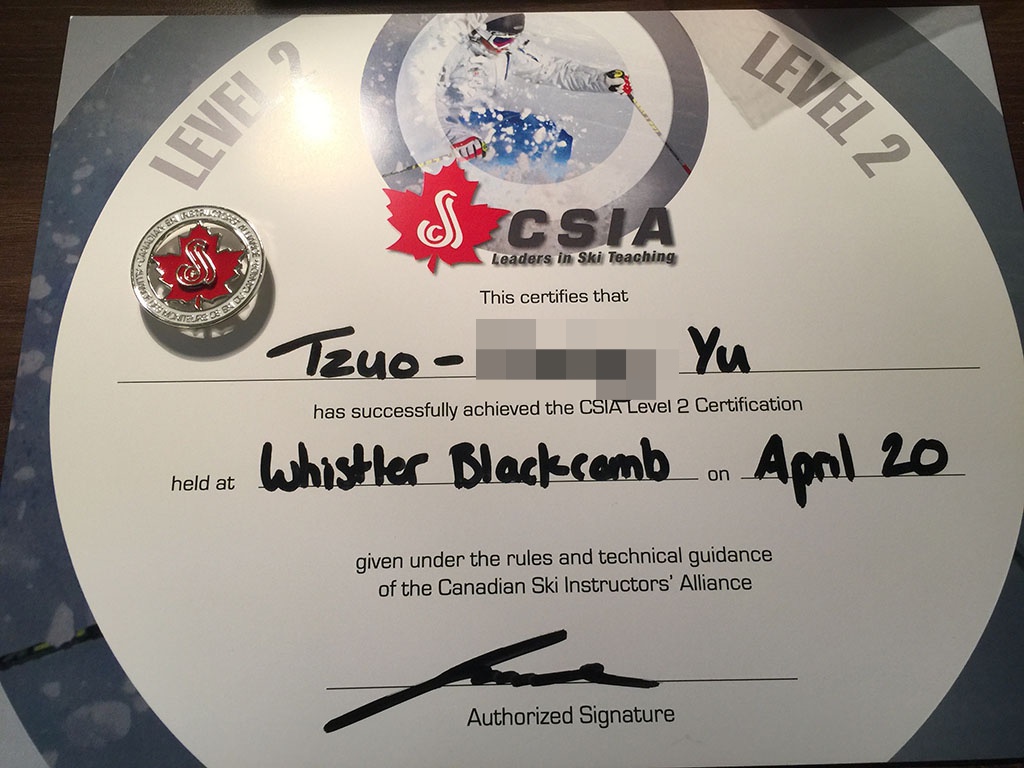 LEVEL 2
LEVEL 2
CSIA
Leaders in Ski Teaching
This certifies that
Tzuo- Yu
has successfully achieved the CSIA Level 2 Certification
held at Whistler Blackcomb on April 20
given under the rules and technical guidance
of the Canadian Ski Instructors' Alliance
Authorized Signature